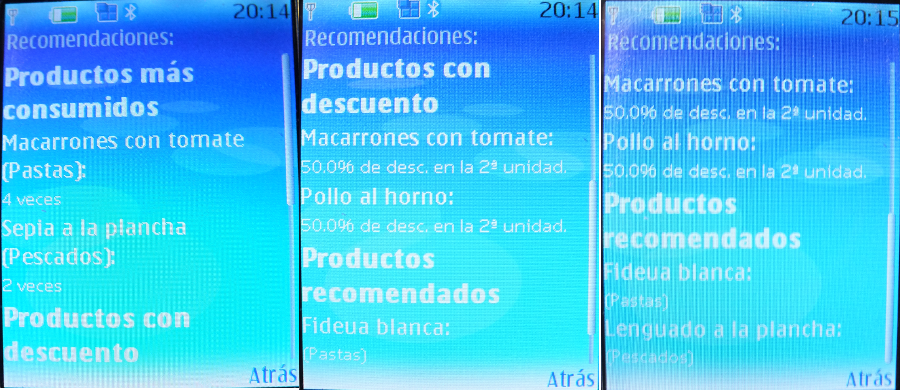 20:14
Recomendaciones:
Productos más
consumidos
Macarrones con tomate
(Pastas):
4 veces
Sepia a la plancha
(Pescados):
2 veces
Productos con
descuento
Atrás
20:14
Recomendaciones:
Productos con
descuento
Macarrones con tomate:
50.0% de desc. en la 2ª unidad.
Pollo al horno:
50.0% de desc. en la 2ª unidad.
Productos
recomendados
Fideua blanca:
(Pastas)
Atrás
20:15
Recomendaciones:
Macarrones con tomate:
50.0% de desc. en la 2ª unidad.
Pollo al horno:
50.0% de desc. en la 2ª unidad.
Productos
recomendados
Fideua blanca:
(Pastas)
Lenguado a la plancha:
(Pescados)
Atrás